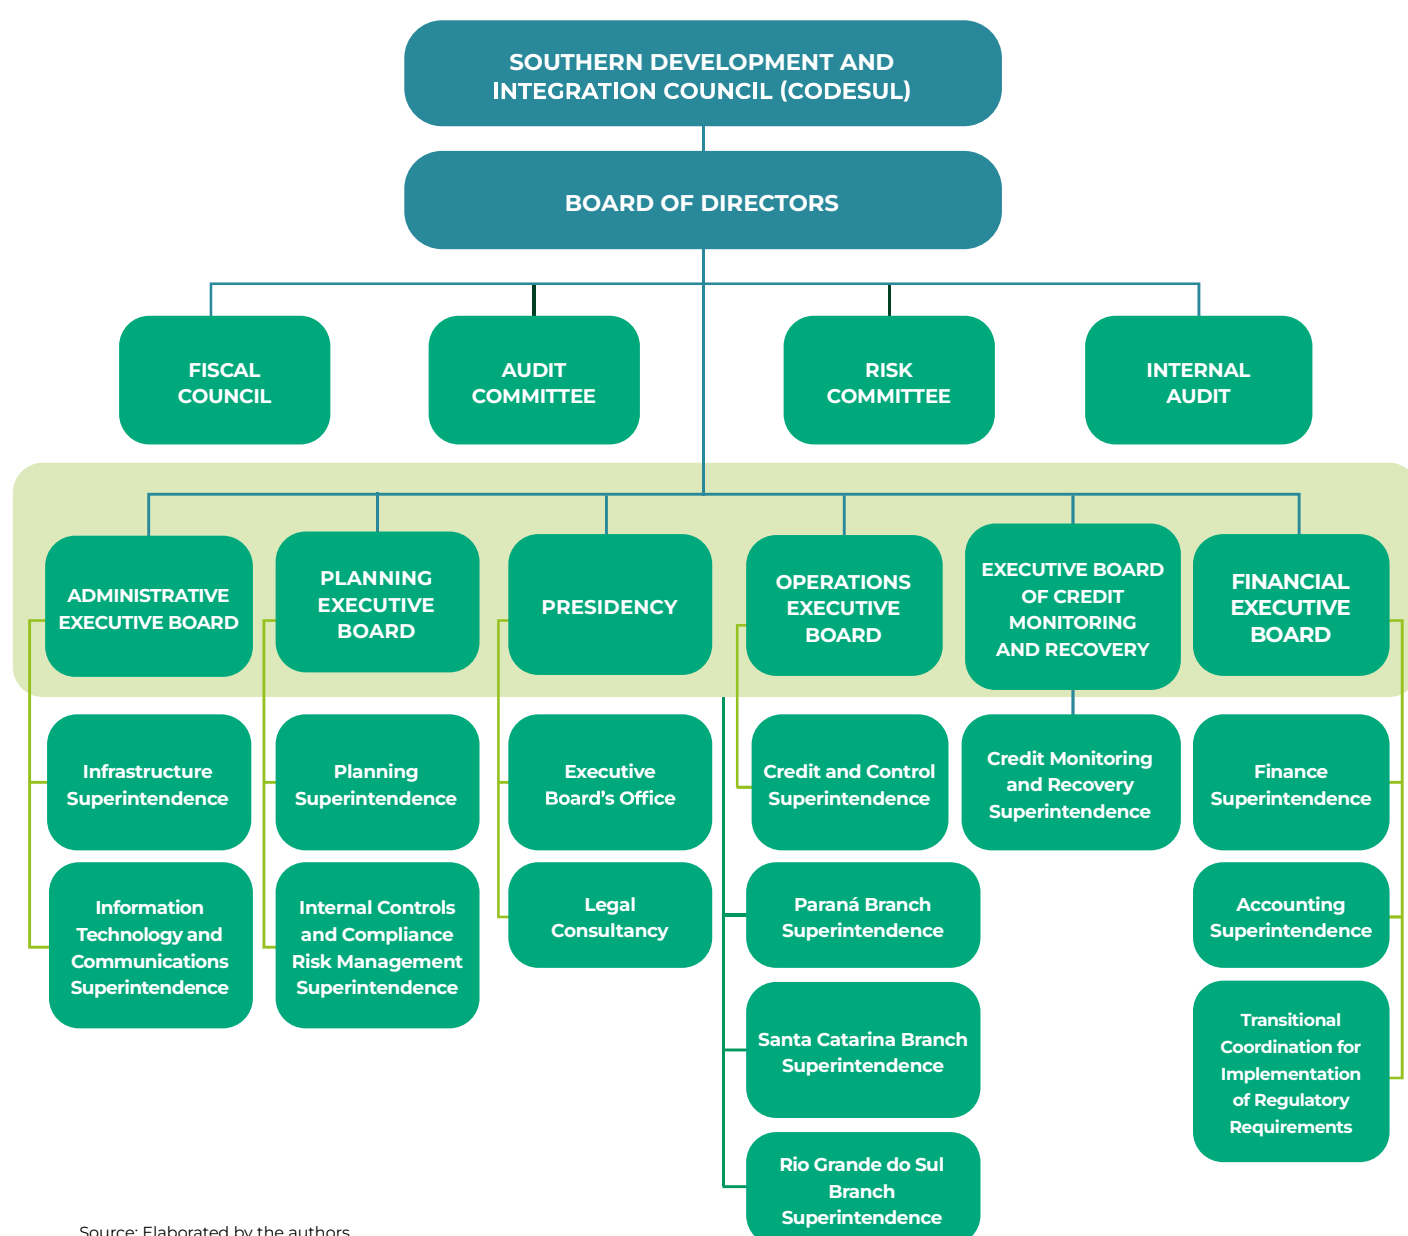 SOUTHERN DEVELOPMENT AND
INTEGRATION COUNCIL (CODESUL)
BOARD OF DIRECTORS
FISCAL
COUNCIL
AUDIT
COMMITTEE
RISK
COMMITTEE
INTERNAL
AUDIT
ADMINISTRATIVE
EXECUTIVE BOARD
PLANNING
EXECUTIVE
BOARD
PRESIDENCY
OPERATIONS
EXECUTIVE
BOARD
EXECUTIVE BOARD
OF CREDIT
MONITORING
AND RECOVERY
FINANCIAL
EXECUTIVE
BOARD
Infrastructure
Superintendence
Planning
Superintendence
Executive
Board’s Office
Credit and Control
Superintendence
Credit Monitoring
and Recovery
Superintendence
Finance
Superintendence
Information
Technology and
Communications
Superintendence
Internal Controls
and Compliance
Risk Management
Superintendence
Legal
Consultancy
Paraná Branch
Superintendence
Accounting
Superintendence
Santa Catarina Branch
Superintendence
Transitional
Coordination for
Implementation
of Regulatory
Requirements
Rio Grande do Sul
Branch
Superintendence
Source: Elaborated by the authors